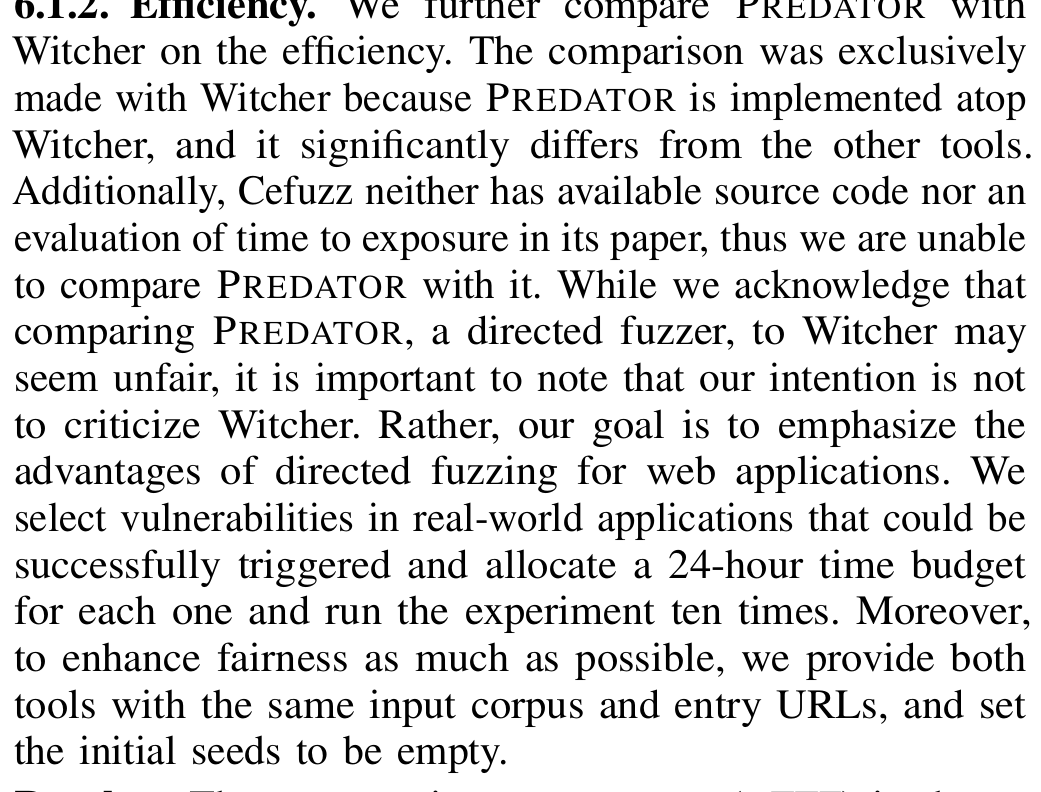 6.1.2. Efficiency. We further compare PREDATOR with
Witcher on the efficiency. The comparison was exclusively
made with Witcher because PREDATOR is implemented atop
Witcher, and it significantly differs from the other tools.
Additionally, Cefuzz neither has available source code nor an
evaluation of time to exposure in its paper, thus we are unable
to compare PREDATOR with it. While we acknowledge that
comparing PREDATOR, a directed fuzzer, to Witcher may
seem unfair, it is important to note that our intention is not
to criticize Witcher. Rather, our goal is to emphasize the
advantages of directed fuzzing for web applications. We
select vulnerabilities in real-world applications that could be
successfully triggered and allocate a 24-hour time budget
for each one and run the experiment ten times. Moreover,
to enhance fairness as much as possible, we provide both
tools with the same input corpus and entry URLs, and set
the initial seeds to be empty.